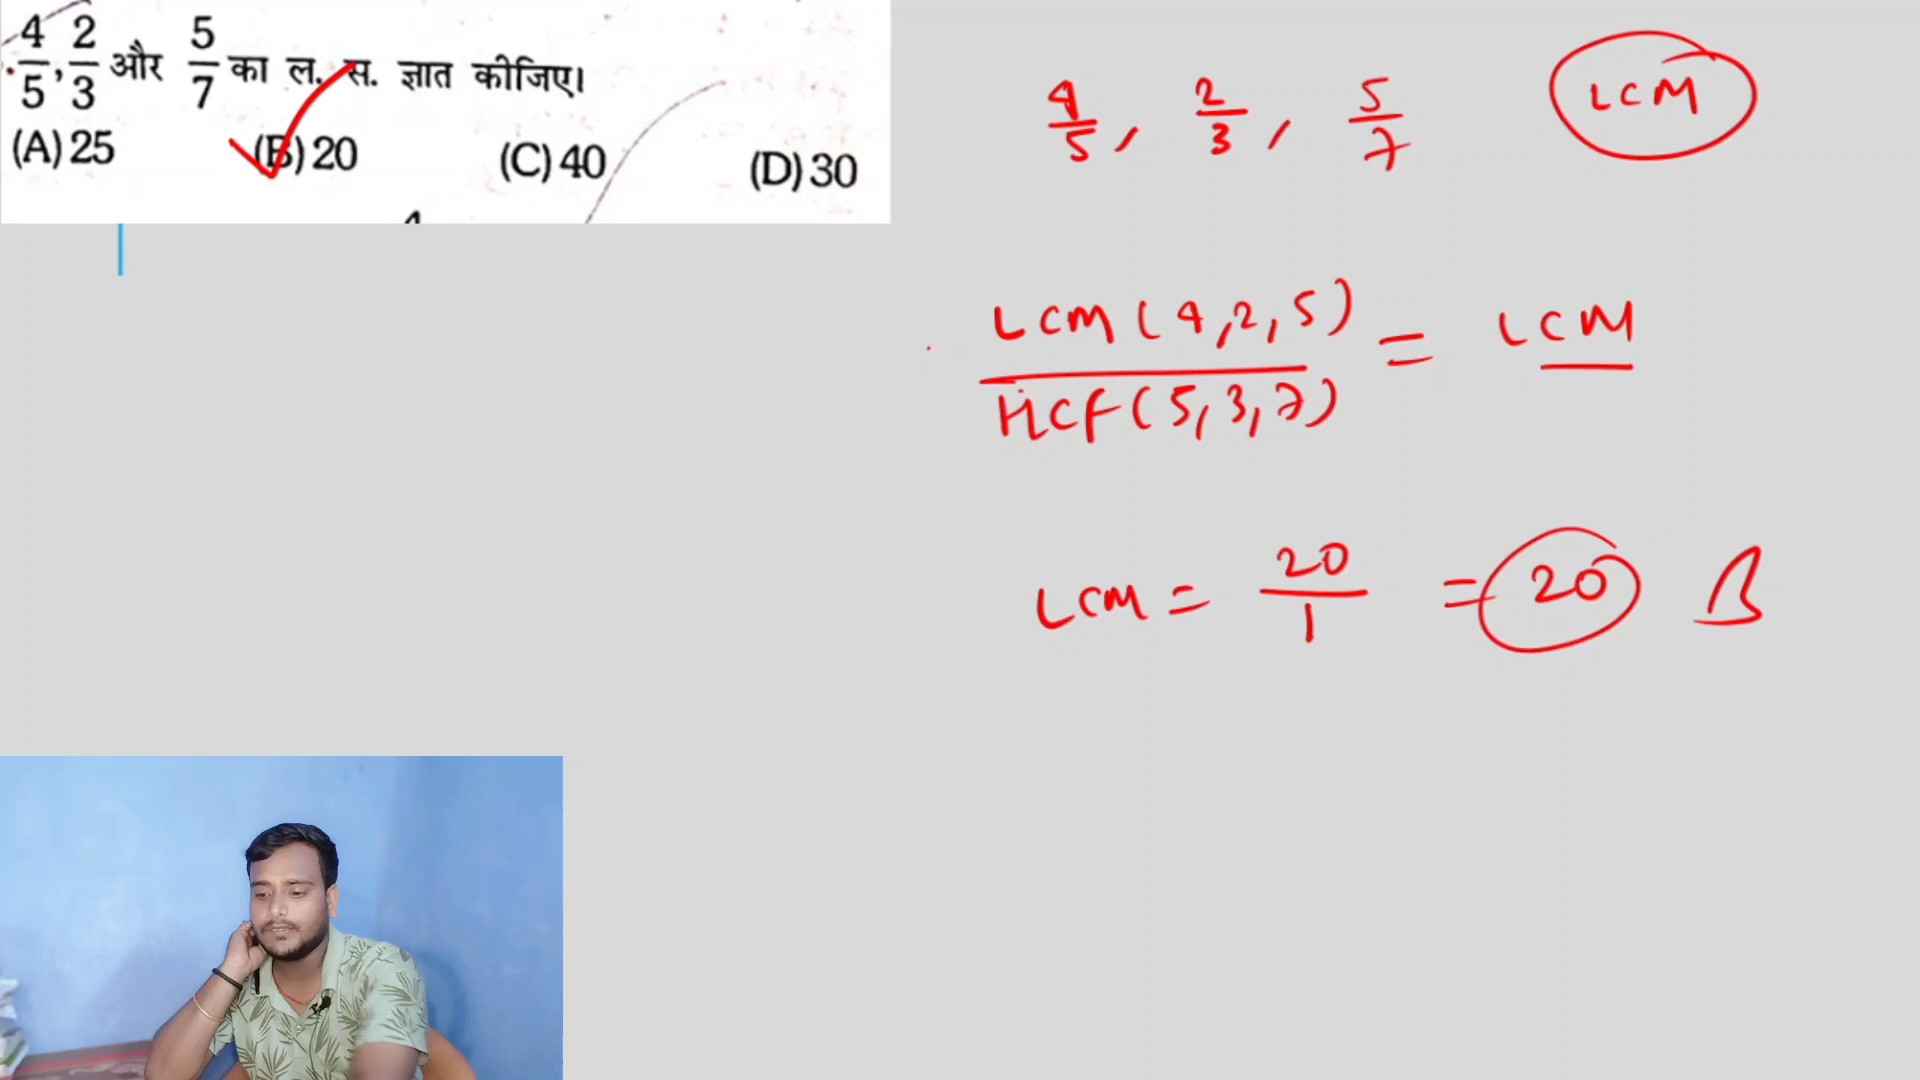 4/5, 2/3 और 5/7 का ल. स. ज्ञात कीजिए।
(A) 25 (B) 20 (C) 40 (D) 30
4/5, 2/3, 5/7 LCM
LCM(4,2,5)/HCF(5,3,7) = LCM
LCM = 20/1 = 20 B